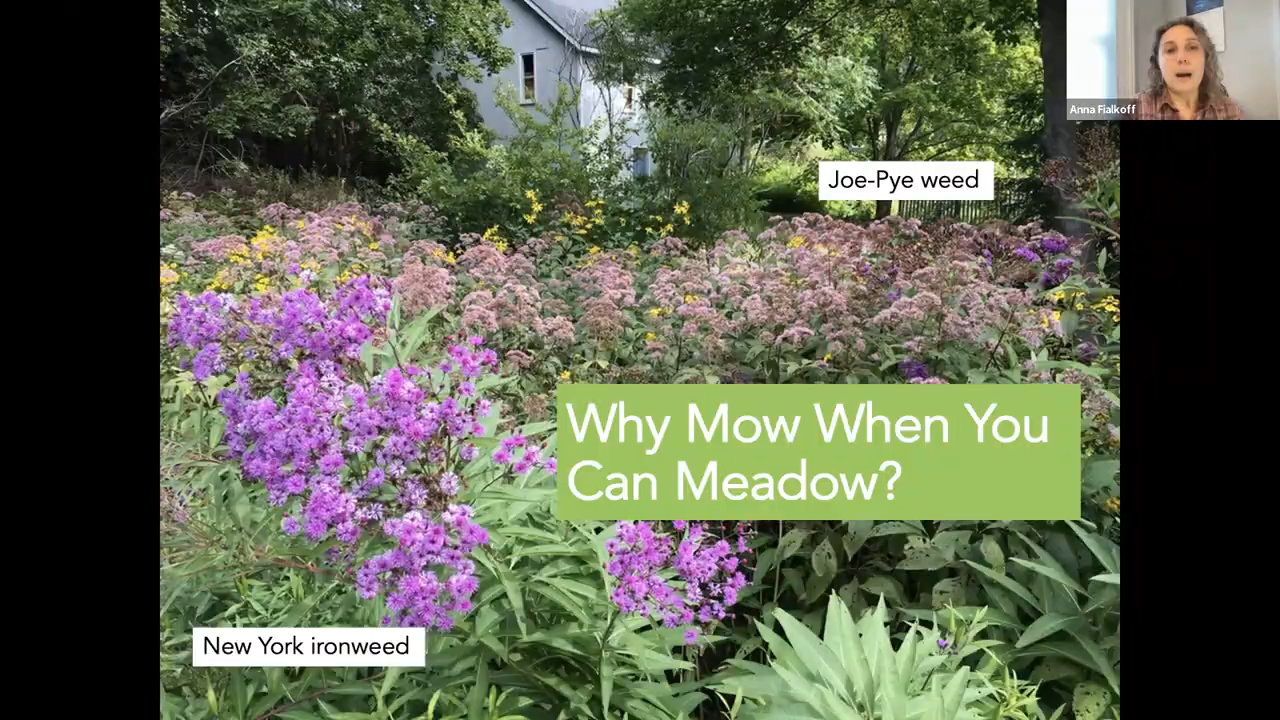 Anna Fialkoff
Joe-Pye weed
Why Mow When You
Can Meadow?
New York ironweed